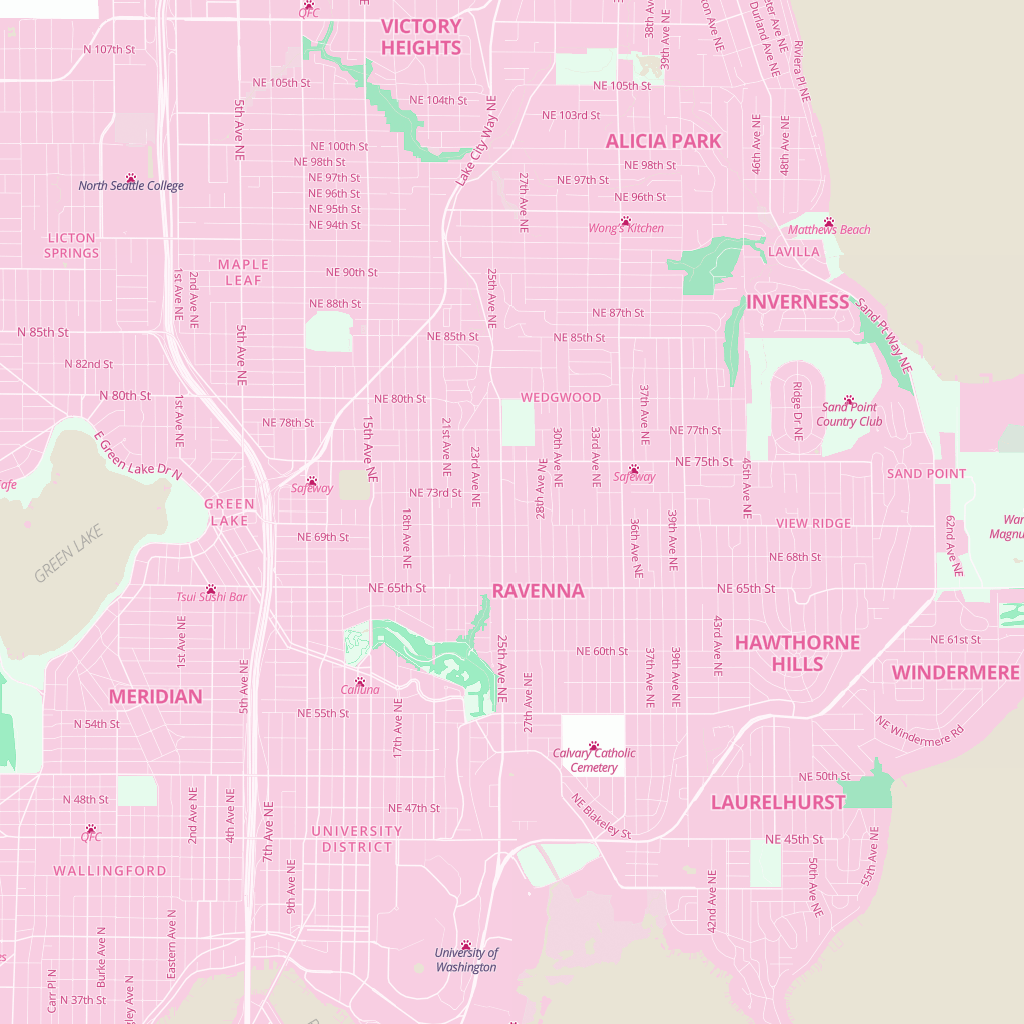 QFC
VICTORY
HEIGHTS
38th Ave
39th Ave NE
Durland Ave NE
Riviera Pl NE
N 107th St
NE 105th St
NE 105th St
5th Ave NE
NE 104th St
Lake City Way NE
NE 103rd St
ALICIA PARK
46th Ave NE
48th Ave NE
NE 100th St
NE 98th St
NE 98th St
NE 97th St
NE 97th St
North Seattle College
NE 96th St
NE 96th St
27th Ave NE
NE 95th St
NE 94th St
Wong's Kitchen
Matthews Beach
LICTON
SPRINGS
LAVILLA
MAPLE
LEAF
NE 90th St
1st Ave NE
2nd Ave NE
25th Ave NE
NE 88th St
INVERNESS
NE 87th St
Sand Pt Way NE
N 85th St
NE 85th St
NE 85th St
5th Ave NE
N 82nd St
N 80th St
NE 80th St
WEDGWOOD
Ridge Dr NE
Sand Point
Country Club
1st Ave NE
NE 78th St
15th Ave NE
21st Ave NE
37th Ave NE
NE 77th St
E Green Lake Dr N
23rd Ave NE
28th Ave NE
30th Ave NE
33rd Ave NE
NE 75th St
45th Ave NE
SAND POINT
Safeway
Safeway
NE 73rd St
GREEN
LAKE
GREEN LAKE
18th Ave NE
36th Ave NE
39th Ave NE
VIEW RIDGE
62nd Ave NE
NE 69th St
NE 68th St
NE 65th St
NE 65th St
RAVENNA
Tsui Sushi Bar
1st Ave NE
43rd Ave NE
NE 61st St
HAWTHORNE
HILLS
WINDERMERE
NE 60th St
25th Ave NE
37th Ave NE
39th Ave NE
5th Ave NE
MERIDIAN
Calluna
27th Ave NE
17th Ave NE
NE 55th St
N 54th St
NE Windermere Rd
Calvary Catholic
Cemetery
NE 50th St
N 48th St
2nd Ave NE
4th Ave NE
7th Ave NE
NE 47th St
NE Blakeley St
LAURELHURST
QFC
UNIVERSITY
DISTRICT
NE 45th St
WALLINGFORD
9th Ave NE
42nd Ave NE
50th Ave NE
55th Ave NE
Eastern Ave N
Burke Ave N
University of
Washington
Carr Pl N
N 37th St